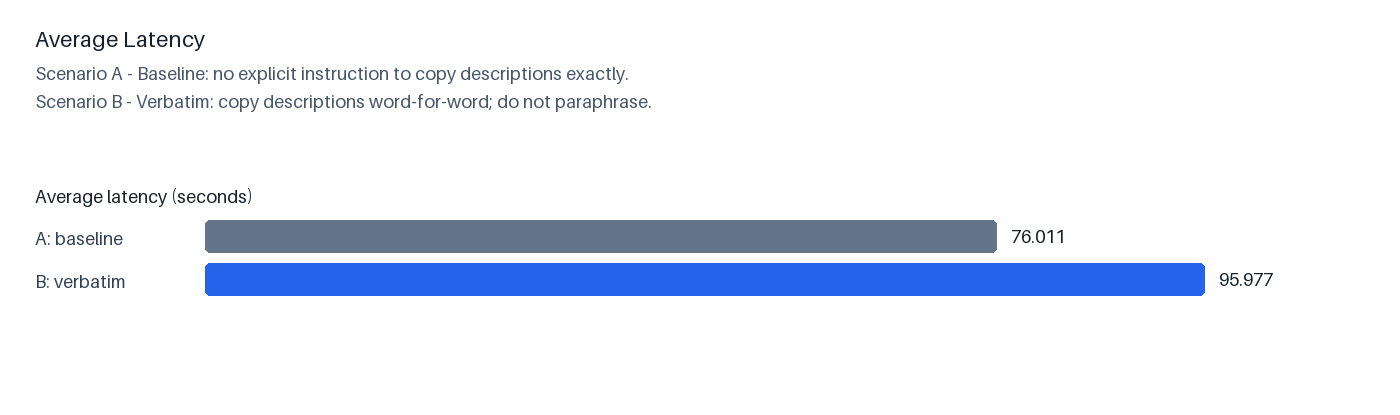 Average Latency
Scenario A - Baseline: no explicit instruction to copy descriptions exactly.
Scenario B - Verbatim: copy descriptions word-for-word; do not paraphrase.
Average latency (seconds)
A: baseline 76.011
B: verbatim 95.977